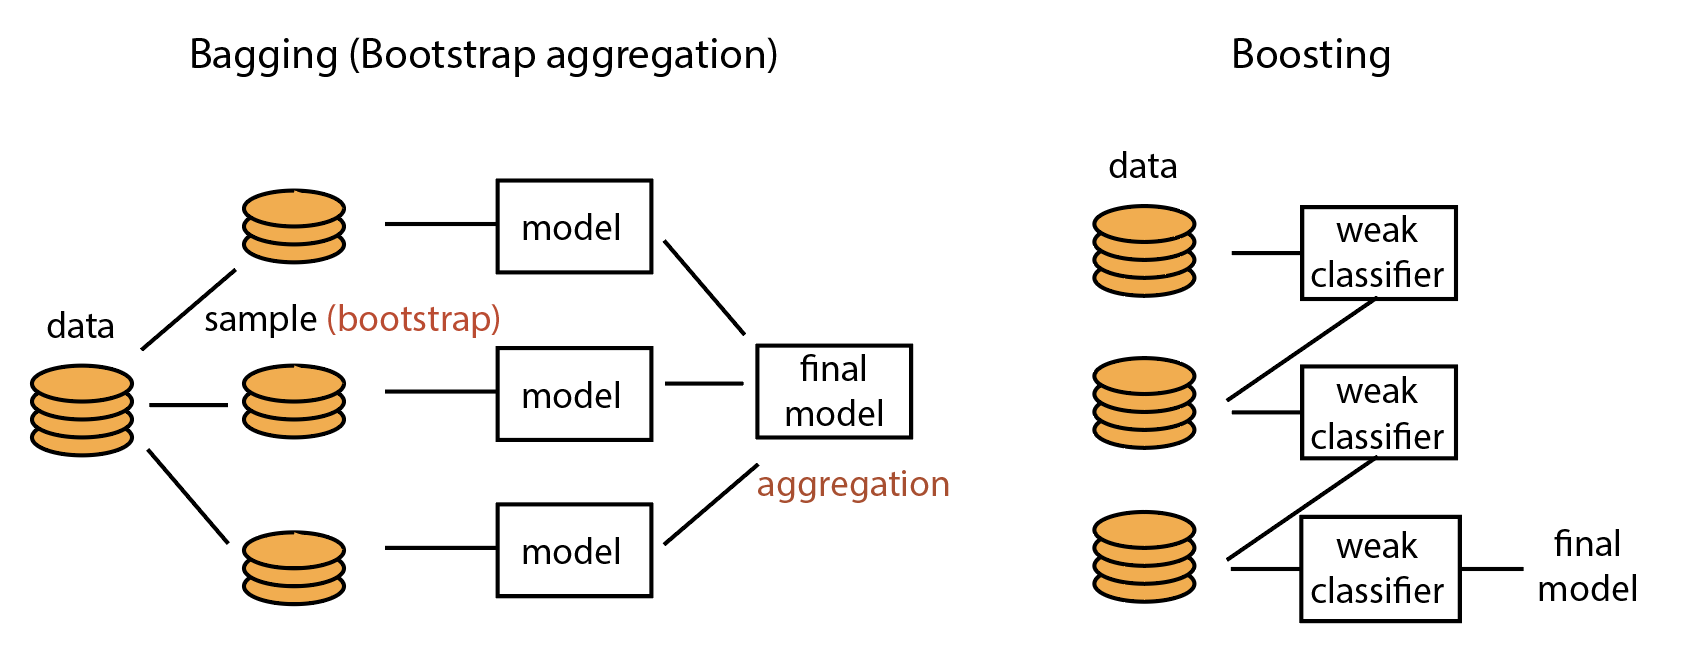 Bagging (Bootstrap aggregation)
data
sample (bootstrap)
model
model
model
final
model
aggregation
Boosting
data
weak
classifier
weak
classifier
weak
classifier
final
model